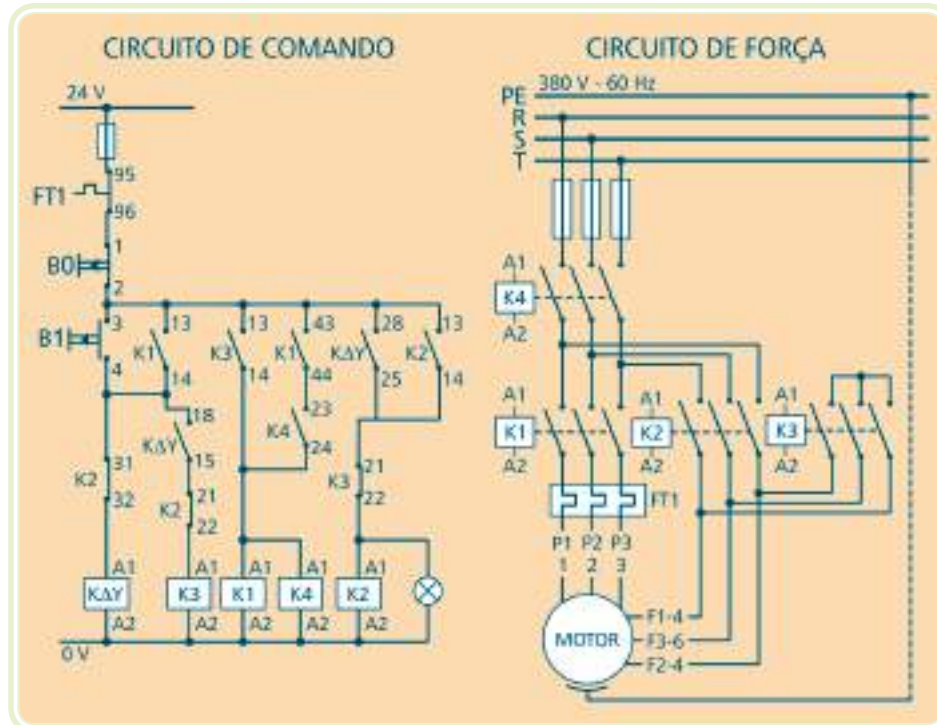 CIRCUITO DE COMANDO
24 V
95
FT1
96
1
B0
2
3
13
13
43
28
13
B1
K1
K3
K1
KΔY
K2
4
14
14
44
25
14
18
23
KΔY
K4
15
24
31
21
21
K2
K2
K3
32
22
22
A1
A1
A1
A1
A1
KΔY
K3
K1
K4
K2
A2
A2
A2
A2
A2
0 V
CIRCUITO DE FORÇA
380 V - 60 Hz
PE
R
S
T
A1
K4
A2
A1
A1
A1
K1
K2
K3
A2
A2
A2
FT1
P1 P2 P3
1 2 3
MOTOR
F1-4
F3-6
F2-4